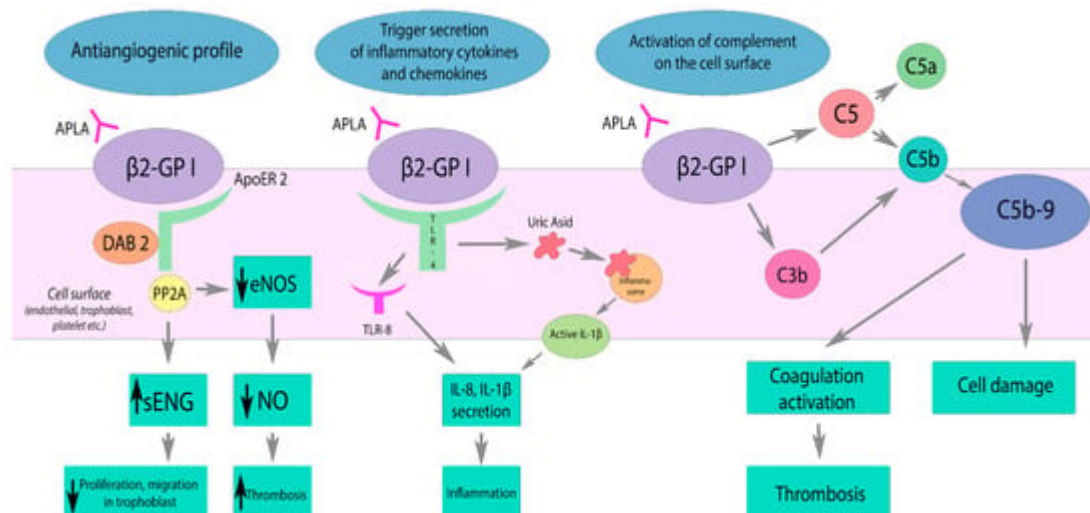 Antiangiogenic profile
Trigger secretion
of inflammatory cytokines
and chemokines
Activation of complement
on the cell surface
APLA
β2-GP I
ApoER 2
DAB 2
PP2A
Cell surface
(endothelial, trophoblast,
platelet etc.)
eNOS
sENG
NO
Proliferation, migration
in trophoblast
Thrombosis
APLA
β2-GP I
TLR-4
Uric Asid
Inflamma
some
TLR-8
Active IL-1β
IL-8, IL-1β
secretion
Inflammation
APLA
β2-GP I
C5
C5a
C5b
C3b
C5b-9
Coagulation
activation
Cell damage
Thrombosis